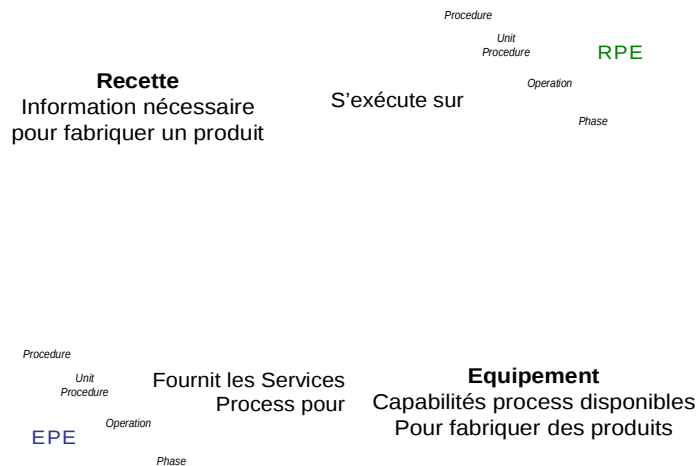 Procedure
Unit
Procedure
RPE
Operation
Phase
Recette
Information nécessaire
pour fabriquer un produit
S’exécute sur
Procedure
Unit
Procedure
Operation
EPE
Phase
Fournit les Services
Process pour
Equipement
Capabilités process disponibles
Pour fabriquer des produits